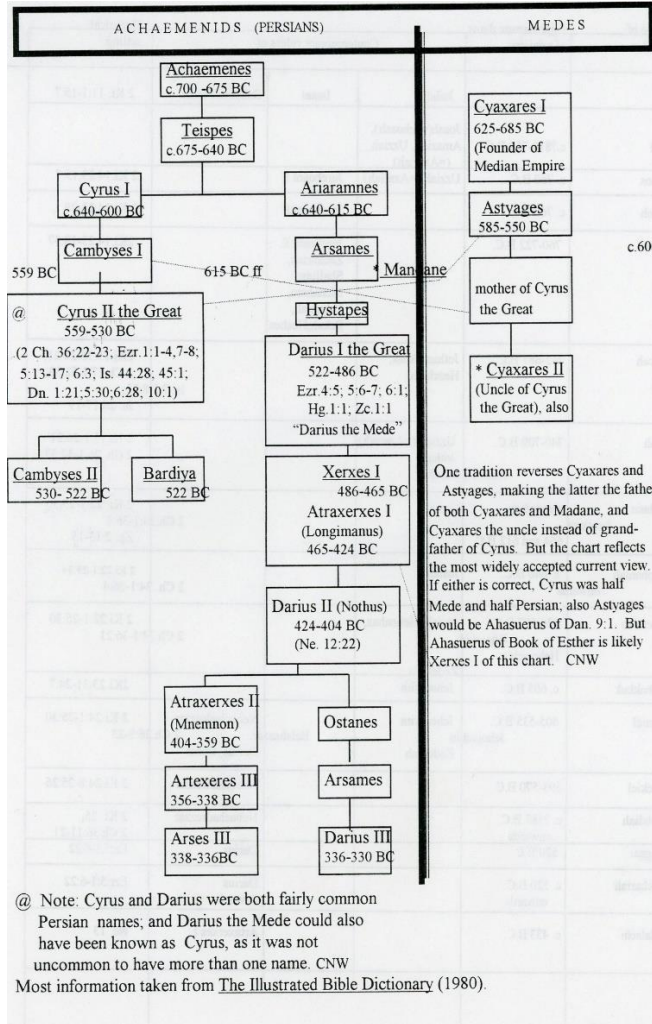 ACHAEMENIDS (PERSIANS)
MEDES
Achaemenes
c.700 -675 BC
Teispes
c.675-640 BC
Cyrus I
c.640-600 BC
Ariaramnes
c.640-615 BC
Cyaxares I
625-685 BC
(Founder of
Median Empire
Astyages
585-550 BC
Cambyses I
559 BC
Arsames
615 BC ff
* Mandane
c.60
mother of Cyrus
the Great
@ Cyrus II the Great
559-530 BC
(2 Ch. 36:22-23; Ezr.1:1-4,7-8;
5:13-17; 6:3; Is. 44:28; 45:1;
Dn. 1:21;5:30;6:28; 10:1)
Hystapes
Darius I the Great
522-486 BC
Ezr.4:5; 5:6-7; 6:1;
Hg.1:1; Zc.1:1
“Darius the Mede”
* Cyaxares II
(Uncle of Cyrus
the Great), also
Cambyses II
530- 522 BC
Bardiya
522 BC
Xerxes I
486-465 BC
Atraxerxes I
(Longimanus)
465-424 BC
One tradition reverses Cyaxares and
Astyages, making the latter the fathe
of both Cyaxares and Madane, and
Cyaxares the uncle instead of grand-
father of Cyrus. But the chart reflects
the most widely accepted current view.
If either is correct, Cyrus was half
Mede and half Persian; also Astyages
would be Ahasuerus of Dan. 9:1. But
Ahasuerus of Book of Esther is likely
Xerxes I of this chart. CNW
Darius II (Nothus)
424-404 BC
(Ne. 12:22)
Atraxerxes II
(Mnemnon)
404-359 BC
Ostanes
Artexeres III
356-338 BC
Arsames
Arses III
338-336BC
Darius III
336-330 BC
@ Note: Cyrus and Darius were both fairly common
Persian names; and Darius the Mede could also
have been known as Cyrus, as it was not
uncommon to have more than one name. CNW
Most information taken from The Illustrated Bible Dictionary (1980).